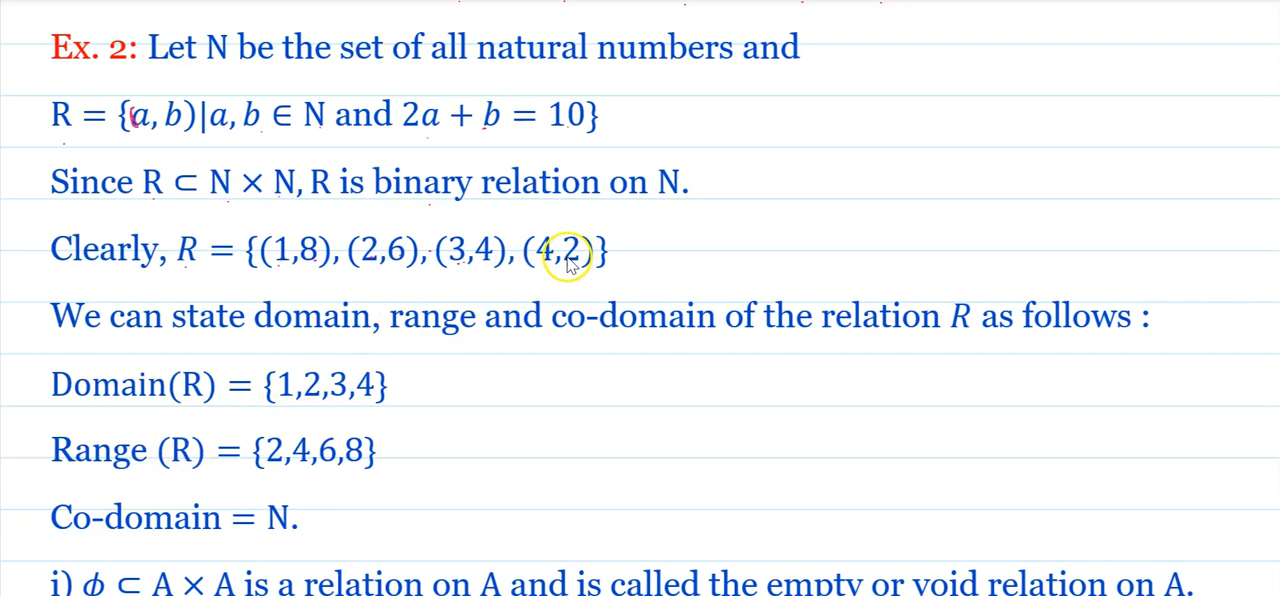 Ex. 2: Let N be the set of all natural numbers and
R = {(a, b)|a, b ∈ N and 2a + b = 10}
Since R ⊂ N × N, R is binary relation on N.
Clearly, R = {(1,8), (2,6), (3,4), (4,2)}
We can state domain, range and co-domain of the relation R as follows :
Domain(R) = {1,2,3,4}
Range (R) = {2,4,6,8}
Co-domain = N.
i) ϕ ⊂ A × A is a relation on A and is called the empty or void relation on A.